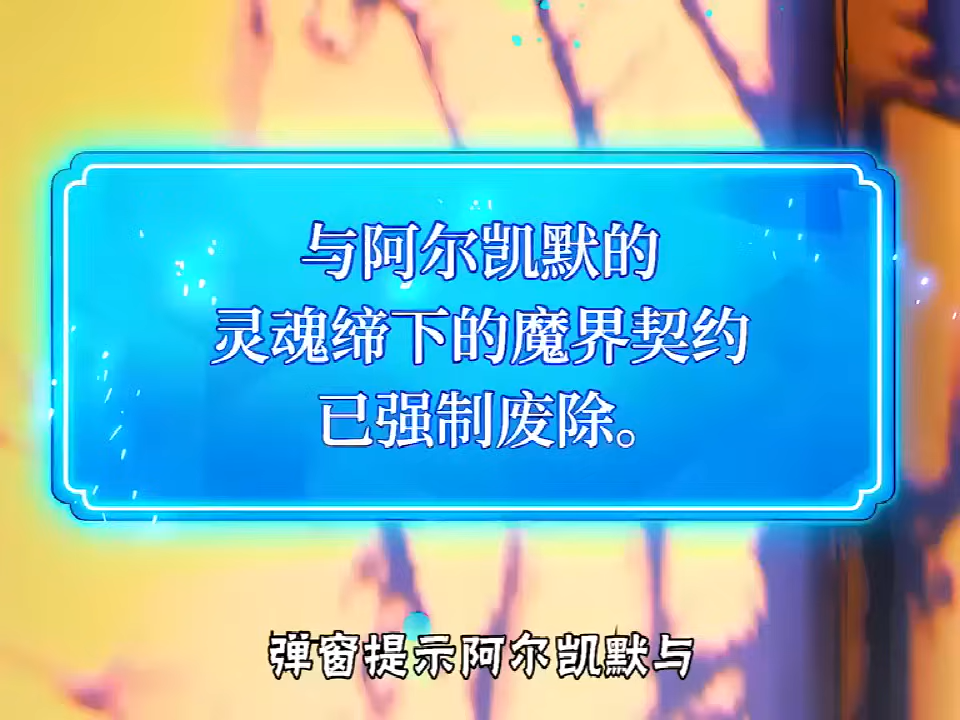 与阿尔凯默的
灵魂缔下的魔界契约
已强制废除。
弹窗提示阿尔凯默与